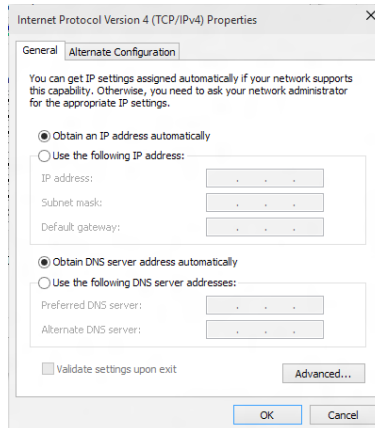 Internet Protocol Version 4 (TCP/IPv4) Properties
General
Alternate Configuration
You can get IP settings assigned automatically if your network supports
this capability. Otherwise, you need to ask your network administrator
for the appropriate IP settings.
Obtain an IP address automatically
Use the following IP address:
IP address:
Subnet mask:
Default gateway:
Obtain DNS server address automatically
Use the following DNS server addresses:
Preferred DNS server:
Alternate DNS server:
Validate settings upon exit
Advanced...
OK
Cancel